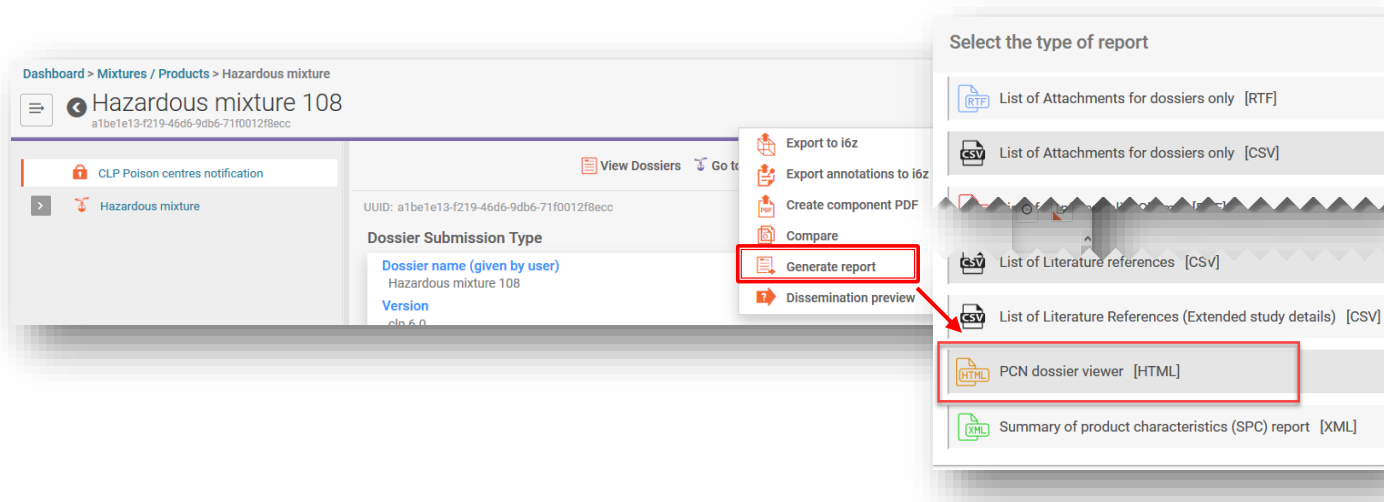 Dashboard > Mixtures / Products > Hazardous mixture
Hazardous mixture 108
a1be1e13-f219-46d6-9db6-71f0012f8ecc
CLP Poison centres notification
Hazardous mixture
View Dossiers Go to
UUID: a1be1e13-f219-46d6-9db6-71f0012f8ecc
Dossier Submission Type
Dossier name (given by user)
Hazardous mixture 108
Version
clp 6.0
Export to i6z
Export annotations to i6z
PDF Create component PDF
Compare
Generate report
Dissemination preview
Select the type of report
RTF List of Attachments for dossiers only [RTF]
CSV List of Attachments for dossiers only [CSV]
CSV List of Literature references [CSV]
CSV List of Literature References (Extended study details) [CSV]
HTML PCN dossier viewer [HTML]
XML Summary of product characteristics (SPC) report [XML]